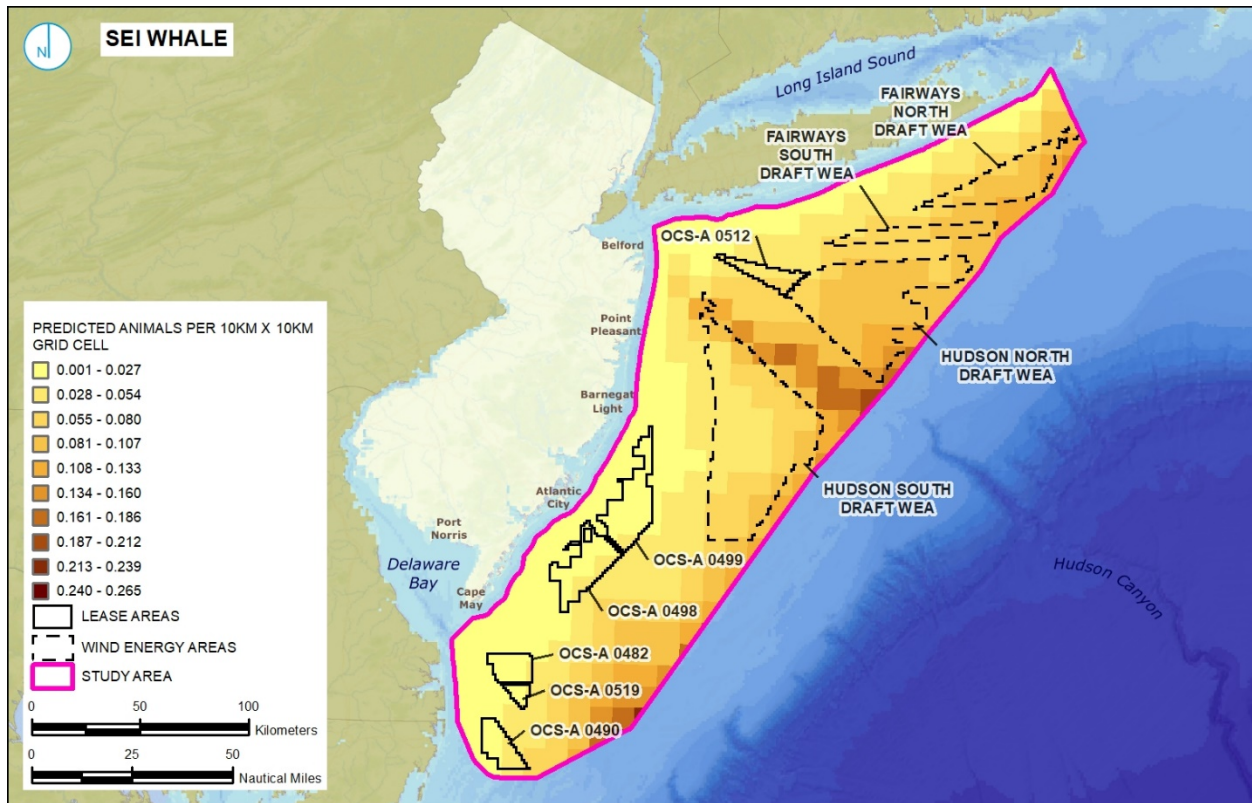 N
SEI WHALE
Long Island Sound
FAIRWAYS
NORTH
DRAFT WEA
FAIRWAYS
SOUTH
DRAFT WEA
OCS-A 0512
Belford
Point
Pleasant
Barnegat
Light
HUDSON NORTH
DRAFT WEA
HUDSON SOUTH
DRAFT WEA
Atlantic
City
Port
Norris
Delaware
Bay
Cape
May
OCS-A 0499
OCS-A 0498
OCS-A 0482
OCS-A 0519
OCS-A 0490
Hudson Canyon
PREDICTED ANIMALS PER 10KM X 10KM
GRID CELL
0.001 - 0.027
0.028 - 0.054
0.055 - 0.080
0.081 - 0.107
0.108 - 0.133
0.134 - 0.160
0.161 - 0.186
0.187 - 0.212
0.213 - 0.239
0.240 - 0.265
LEASE AREAS
WIND ENERGY AREAS
STUDY AREA
0 50 100
Kilometers
0 25 50
Nautical Miles